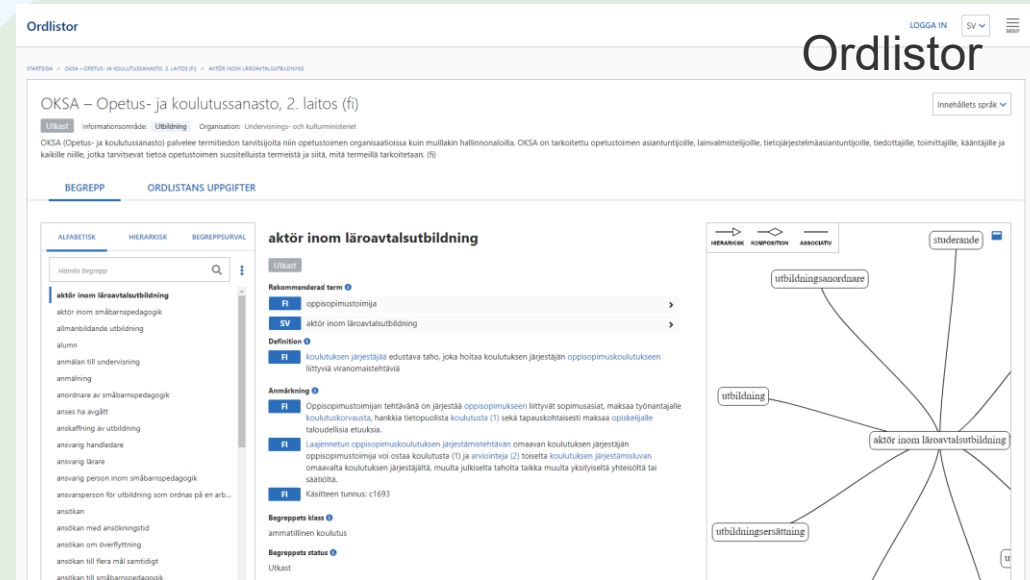 Ordlistor
LOGGA IN
SV
MENY
Ordlistor
STARTSIDA > OKSA – OPETUS- JA KOULUTUSSANASTO, 2. LAITOS (FI) > AKTÖR INOM LÄROAVTALSUTBILDNING
OKSA – Opetus- ja koulutussanasto, 2. laitos (fi)
Innehållets språk
Utkast Informationsområde: Utbildning Organisation: Undervisnings- och kulturministeriet
OKSA (Opetus- ja koulutussanasto) palvelee termitiedon tarvitsijoita niin opetustoimen organisaatioissa kuin muillakin hallinnonaloilla. OKSA on tarkoitettu opetustoimen asiantuntijoille, lainvalmistelijoille, tietojärjestelmäasiantuntijoille, tiedottajille, toimittajille, kääntäjille ja
kaikille niille, jotka tarvitsevat tietoa opetustoimen suositelluista termeistä ja siitä, mitä termeillä tarkoitetaan. (fi)
BEGREPP
ORDLISTANS UPPGIFTER
ALFABETISK
HIERARKISK
BEGREPPSURVAL
Hämta begrepp
aktör inom läroavtalsutbildning
aktör inom småbarnspedagogik
allmänbildande utbildning
alumn
anmälan till undervisning
anmälning
anordnare av småbarnspedagogik
anses ha avgått
anskaffning av utbildning
ansvarig handledare
ansvarig lärare
ansvarig person inom småbarnspedagogik
ansvarsperson för utbildning som ordnas på en arb...
ansökan
ansökan med ansökningstid
ansökan om överflyttning
ansökan till flera mål samtidigt
ansökan till småbarnspedagogik
aktör inom läroavtalsutbildning
Utkast
Rekommenderad term
FI oppisopimustoimija
SV aktör inom läroavtalsutbildning
Definition
FI koulutuksen järjestäjää edustava taho, joka hoitaa koulutuksen järjestäjän oppisopimuskoulutukseen
liittyviä viranomaistehtäviä
Anmärkning
FI Oppisopimustoimijan tehtävänä on järjestää oppisopimukseen liittyvät sopimusasiat, maksaa työnantajalle
koulutuskorvausta, hankkia tietopuolista koulutusta (1) sekä tapauskohtaisesti maksaa opiskelijalle
taloudellisia etuuksia.
FI Laajennetun oppisopimuskoulutuksen järjestämistehtävän omaavan koulutuksen järjestäjän
oppisopimustoimija voi ostaa koulutusta (1) ja arviointeja (2) toiselta koulutuksen järjestämisluvan
omaavalta koulutuksen järjestäjältä, muulta julkiselta taholta taikka muulta yksityiseltä yhteisöltä tai
säätiöltä.
FI Käsitteen tunnus: c1693
Begreppets klass
ammatillinen koulutus
Begreppets status
Utkast
HIERARKISK KOMPOSITION ASSOCIATIV
studerande
utbildningsanordnare
utbildning
aktör inom läroavtalsutbildning
utbildningsersättning